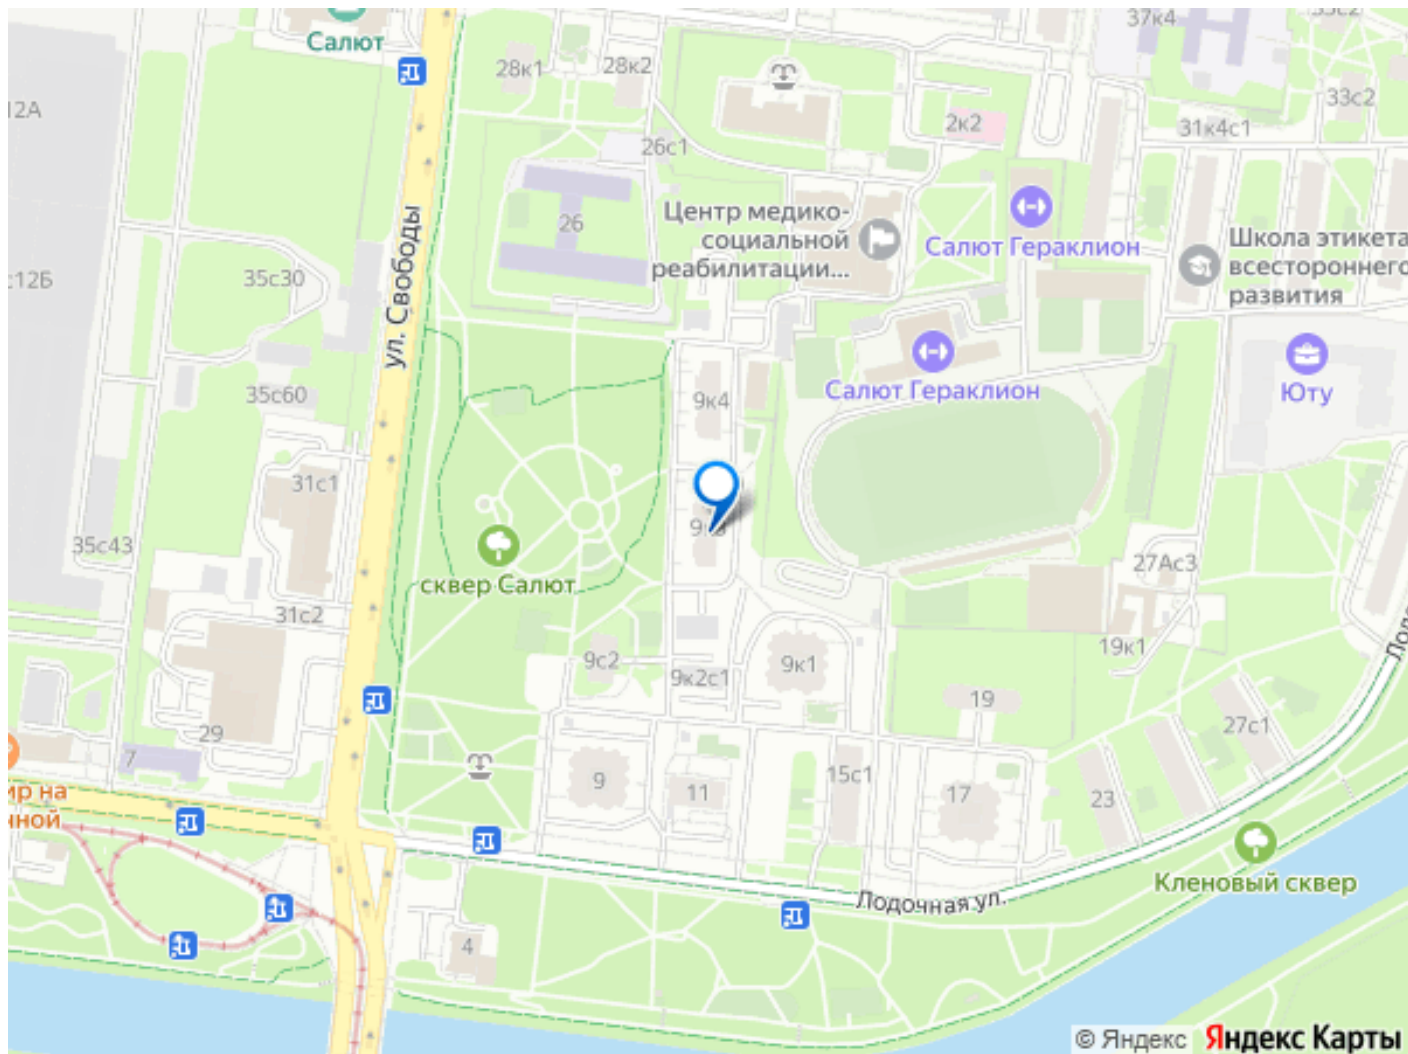 Салют
28к1
28к2
37к4
33с2
12А
2к2
31к4с1
26с1
26
ул. Свободы
Центр медико-
социальной
реабилитации...
Салют Гераклион
Школа этикета
всестороннего
развития
с12Б
35с30
35с60
9к4
Салют Гераклион
Юту
31с1
35с43
сквер Салют
27Ас3
31с2
9с2
9к2с1
9к1
19к1
19
27с1
29
7
9
11
15с1
17
23
Кленовый сквер
Лодочная ул.
4
© Яндекс Яндекс Карты